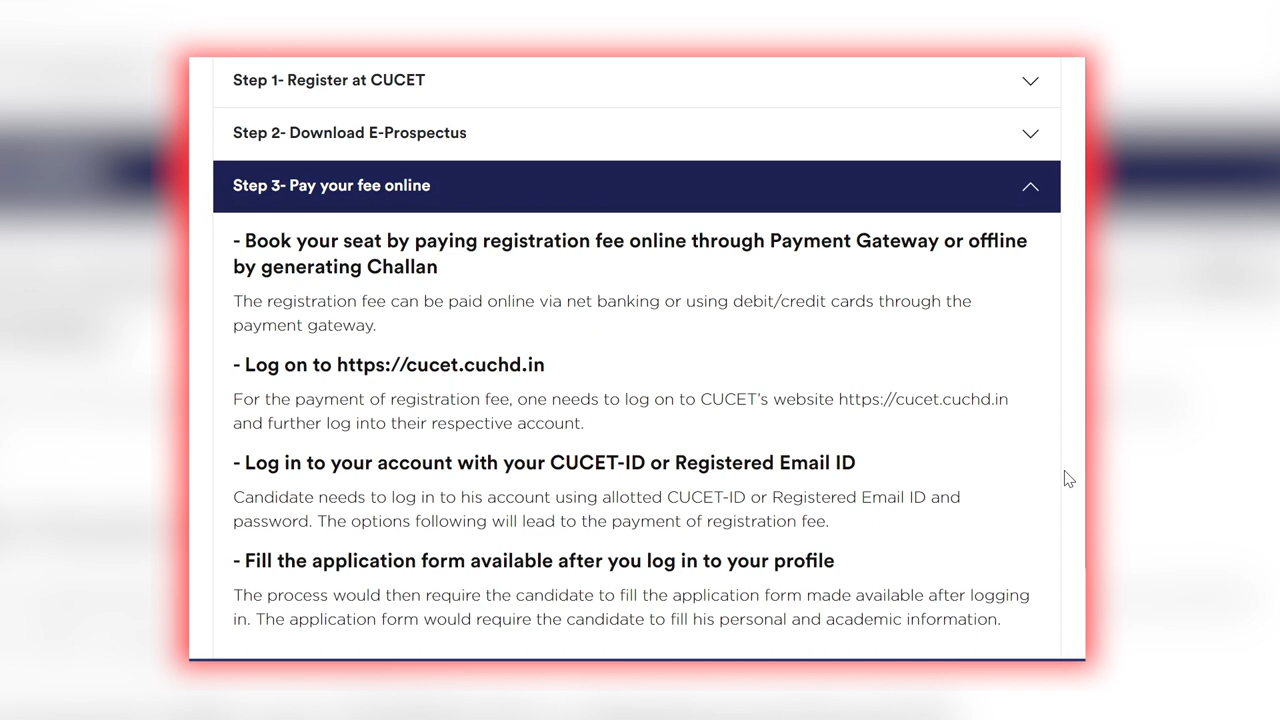 Step 1- Register at CUCET
Step 2- Download E-Prospectus
Step 3- Pay your fee online
- Book your seat by paying registration fee online through Payment Gateway or offline
by generating Challan
The registration fee can be paid online via net banking or using debit/credit cards through the
payment gateway.
- Log on to https://cucet.cuchd.in
For the payment of registration fee, one needs to log on to CUCET's website https://cucet.cuchd.in
and further log into their respective account.
- Log in to your account with your CUCET-ID or Registered Email ID
Candidate needs to log in to his account using allotted CUCET-ID or Registered Email ID and
password. The options following will lead to the payment of registration fee.
- Fill the application form available after you log in to your profile
The process would then require the candidate to fill the application form made available after logging
in. The application form would require the candidate to fill his personal and academic information.